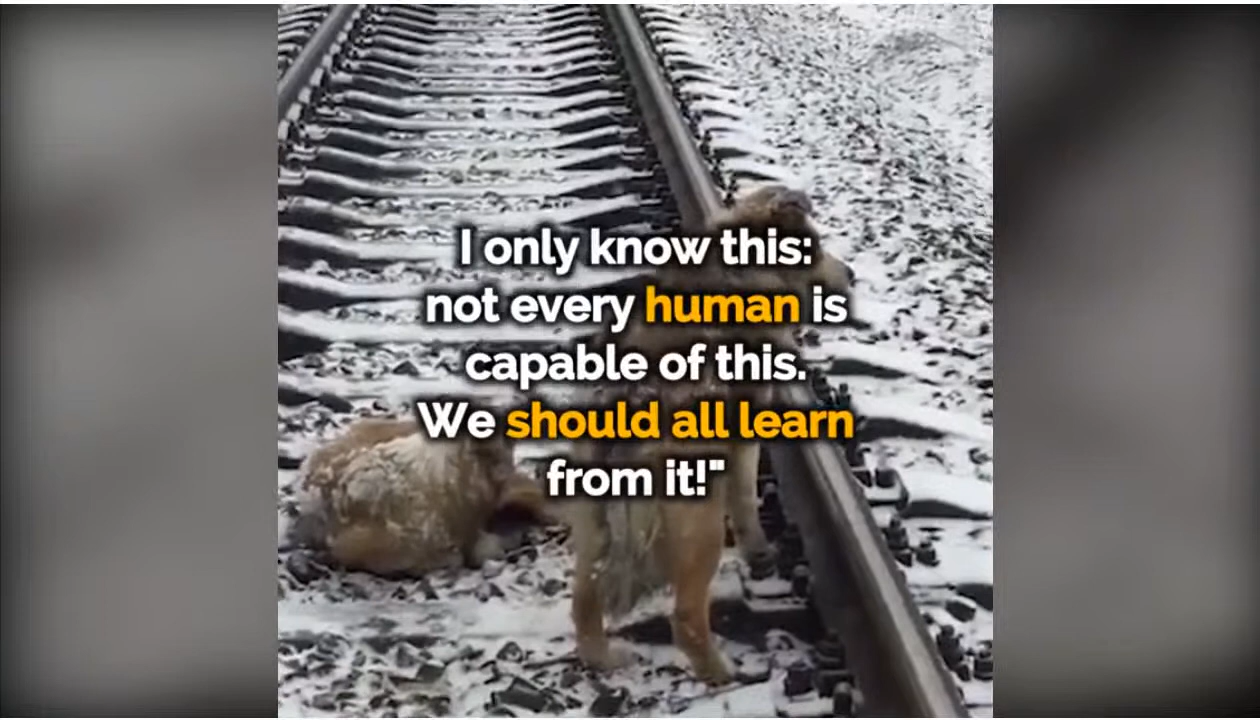 I only know this:
not every human is
capable of this.
We should all learn
from it!"